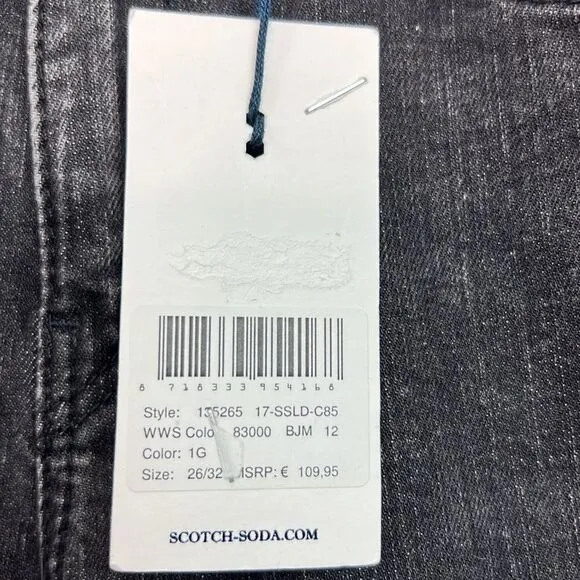 8 718333 954168
Style: 135265 17-SSLD-C85
WWS Colo 83000 BJM 12
Color: 1G
Size: 26/32 MSRP: € 109,95
SCOTCH-SODA.COM